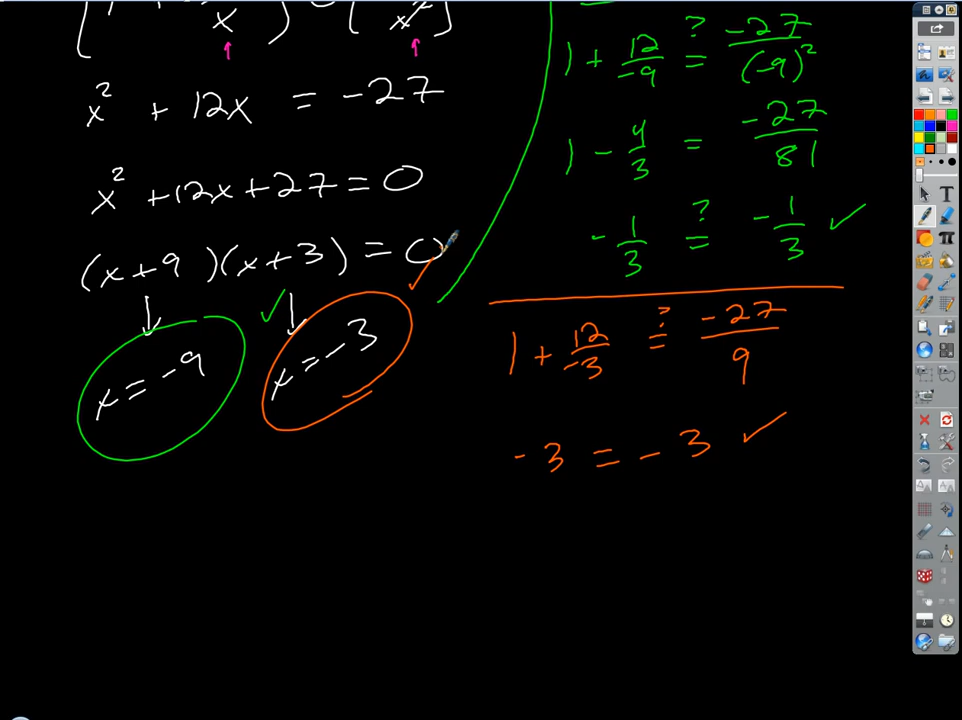 x x²
x² + 12x = -27
x² + 12x + 27 = 0
(x+9)(x+3) = 0
x = -9 x = -3
1 + 12/-9 ?= -27/(-9)²
1 - 4/3 = -27/81
-1/3 ?= -1/3 ✓
1 + 12/-3 ?= -27/9
-3 = -3 ✓
T
π